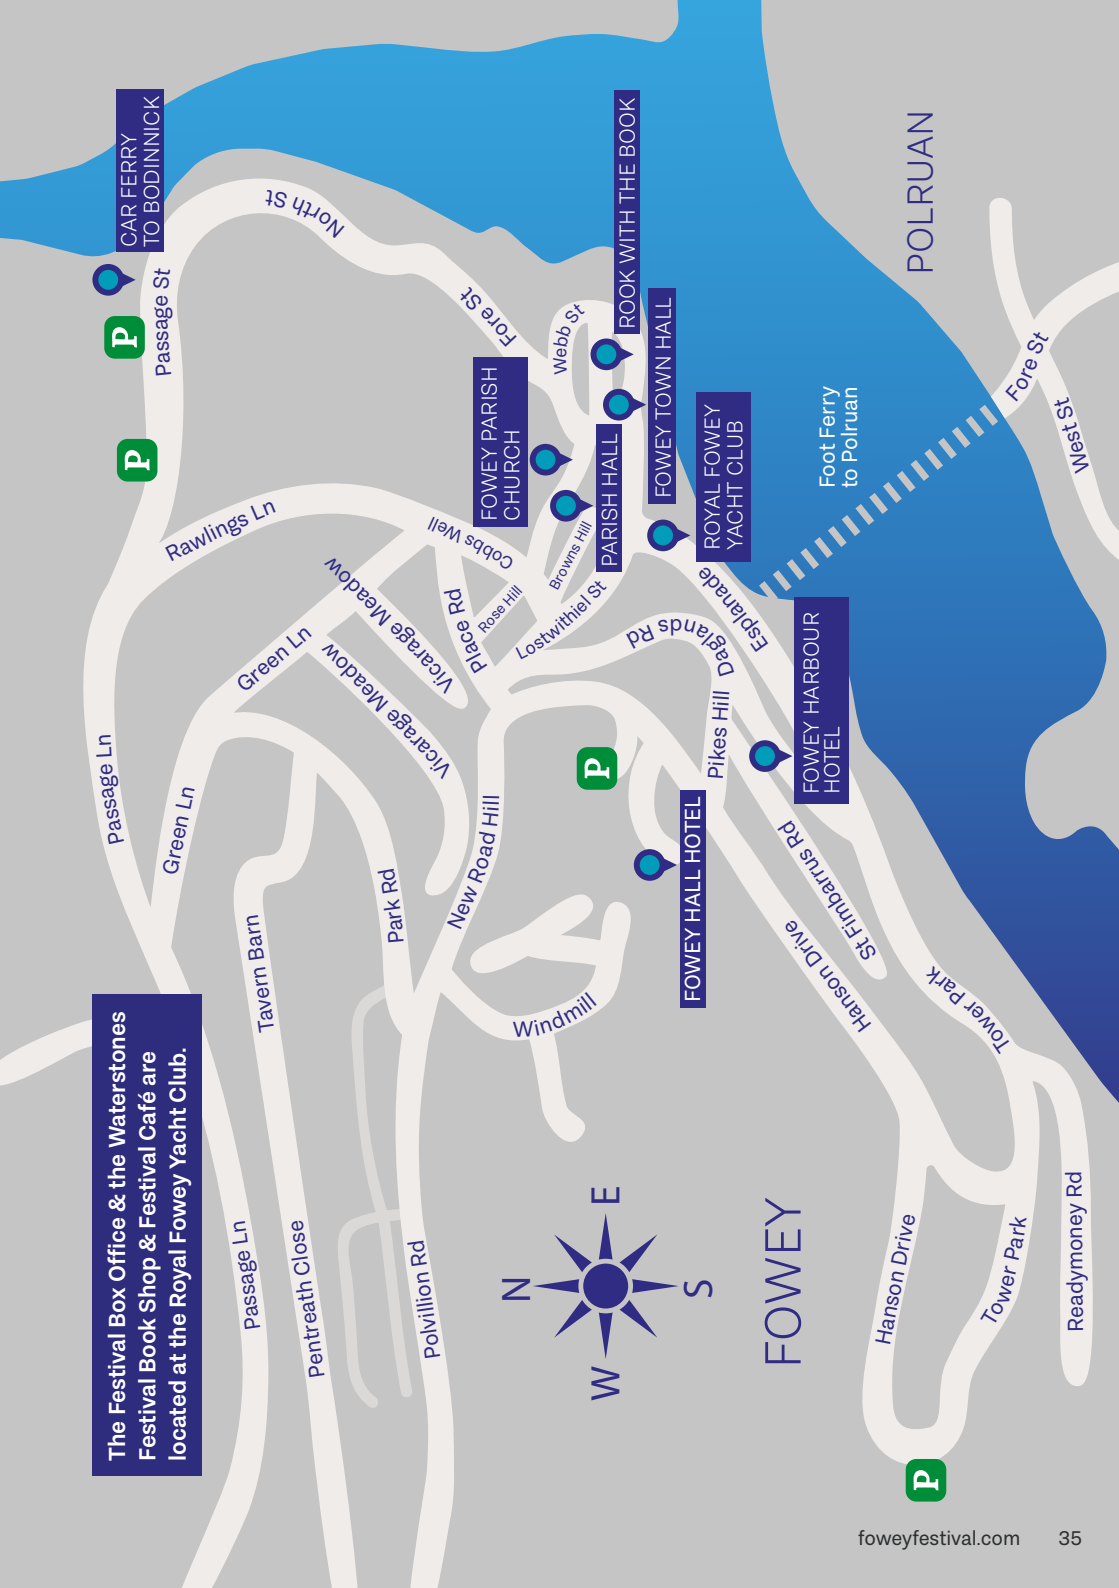 The Festival Box Office & the Waterstones
Festival Book Shop & Festival Café are
located at the Royal Fowey Yacht Club.
CAR FERRY
TO BODINNICK
P
Passage St
P
North St
Fore St
Webb St
ROOK WITH THE BOOK
FOWEY TOWN HALL
FOWEY PARISH
CHURCH
PARISH HALL
ROYAL FOWEY
YACHT CLUB
POLRUAN
Fore St
West St
Foot Ferry
to Polruan
Rawlings Ln
Cobbs Well
Browns Hill
Rose Hill
Place Rd
Lostwithiel St
Vicarage Meadow
Vicarage Meadow
Green Ln
Green Ln
Passage Ln
Daglands Rd
Esplanade
Pikes Hill
FOWEY HARBOUR
HOTEL
P
FOWEY HALL HOTEL
New Road Hill
Park Rd
Tavern Barn
Windmill
St Fimbarrus Rd
Hanson Drive
Tower Park
Passage Ln
Pentreath Close
Polvillion Rd
N
E
S
W
FOWEY
Hanson Drive
Tower Park
Readymoney Rd
P
foweyfestival.com 35